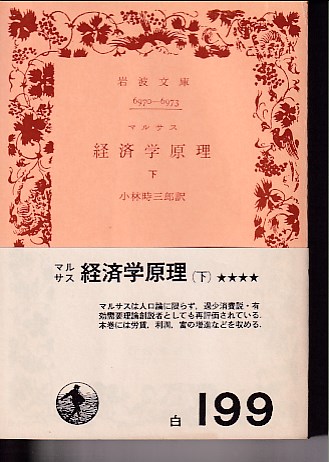 岩波文庫
6970—6973
マルサス
経済学原理
下
小林時三郎訳
マルサス 経済学原理(下)★★★★
マルサスは人口論に限らず，過少消費説・有
効需要理論創説者としても再評価されている．
本巻には労賃，利潤，富の増進などを収める．
白 199